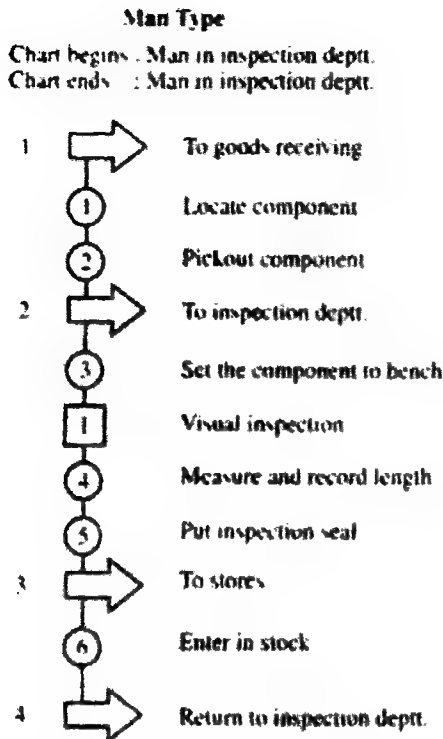 Man Type
Chart begins : Man in inspection deptt.
Chart ends : Man in inspection deptt.
1 To goods receiving
1 Locate component
2 Pickout component
2 To inspection deptt.
3 Set the component to bench
1 Visual inspection
4 Measure and record length
5 Put inspection seal
3 To stores
6 Enter in stock
4 Return to inspection deptt.